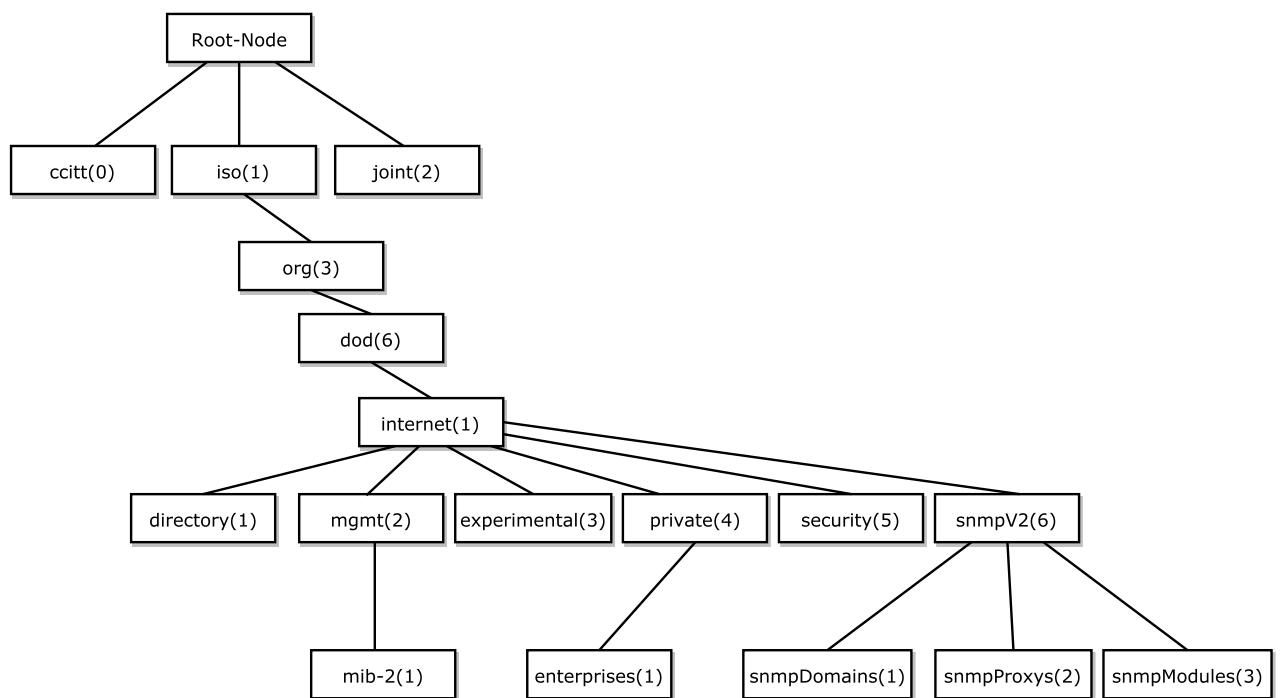 Root-Node
ccitt(0)
iso(1)
joint(2)
org(3)
dod(6)
internet(1)
directory(1)
mgmt(2)
experimental(3)
private(4)
security(5)
snmpV2(6)
mib-2(1)
enterprises(1)
snmpDomains(1)
snmpProxys(2)
snmpModules(3)